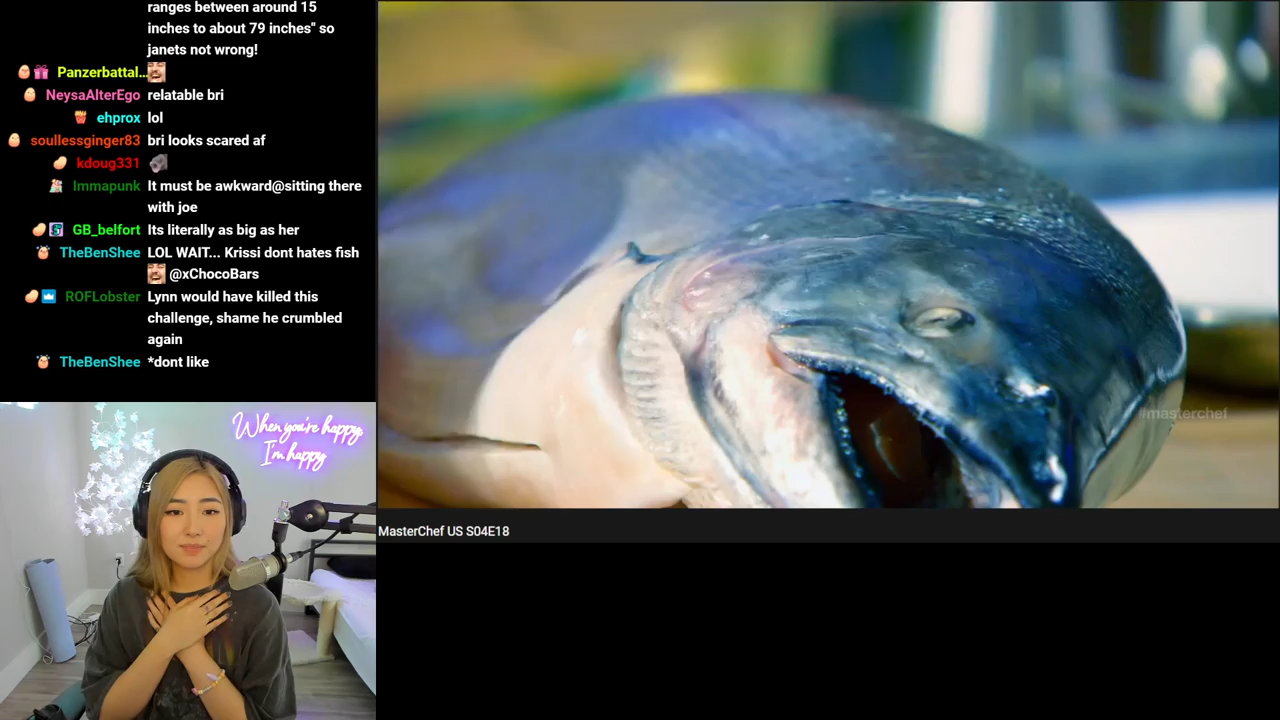 ranges between around 15
inches to about 79 inches" so
janets not wrong!
Panzerbattal...
NeysaAlterEgo relatable bri
ehprox lol
soullessginger83 bri looks scared af
kdoug331
Immapunk It must be awkward@sitting there
with joe
GB_belfort Its literally as big as her
TheBenShee LOL WAIT... Krissi dont hates fish
@xChocoBars
ROFLobster Lynn would have killed this
challenge, shame he crumbled
again
TheBenShee *dont like
When you're happy,
I'm happy
#masterchef
MasterChef US S04E18